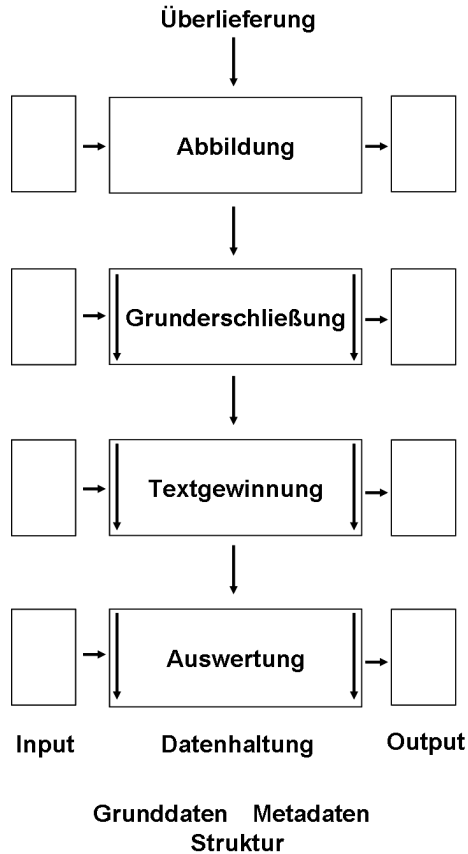 Überlieferung
Abbildung
Grunderschließung
Textgewinnung
Auswertung
Input Datenhaltung Output
Grunddaten Metadaten
Struktur